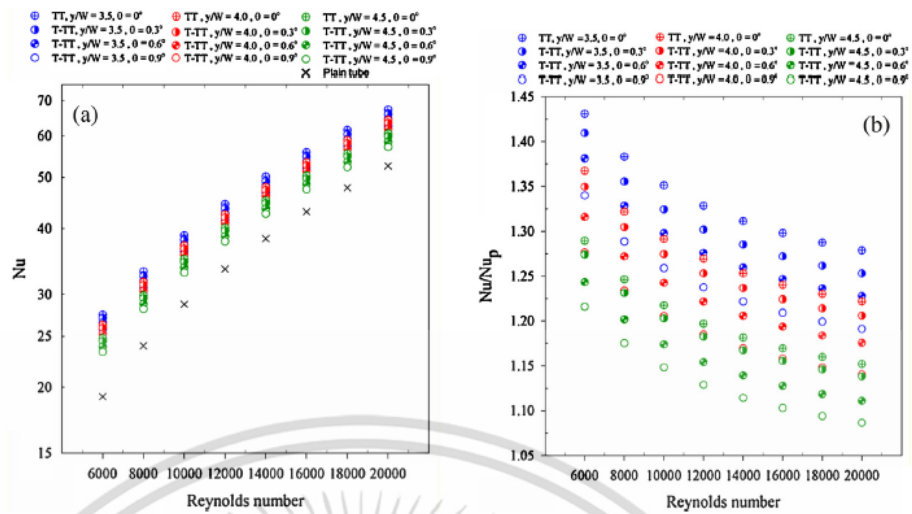 TT, y/W = 3.5, θ = 0° TT, y/W = 4.0, θ = 0° TT, y/W = 4.5, θ = 0°
T-TT, y/W = 3.5, θ = 0.3° T-TT, y/W = 4.0, θ = 0.3° T-TT, y/W = 4.5, θ = 0.3°
T-TT, y/W = 3.5, θ = 0.6° T-TT, y/W = 4.0, θ = 0.6° T-TT, y/W = 4.5, θ = 0.6°
T-TT, y/W = 3.5, θ = 0.9° T-TT, y/W = 4.0, θ = 0.9° T-TT, y/W = 4.5, θ = 0.9°
Plain tube
(a)
70
60
50
40
30
25
20
15
Nu
6000 8000 10000 12000 14000 16000 18000 20000
Reynolds number
TT, y/W = 3.5, θ = 0° TT, y/W = 4.0, θ = 0° TT, y/W = 4.5, θ = 0°
T-TT, y/W = 3.5, θ = 0.3° T-TT, y/W = 4.0, θ = 0.3° T-TT, y/W = 4.5, θ = 0.3°
T-TT, y/W = 3.5, θ = 0.6° T-TT, y/W = 4.0, θ = 0.6° T-TT, y/W = 4.5, θ = 0.6°
T-TT, y/W = 3.5, θ = 0.9° T-TT, y/W = 4.0, θ = 0.9° T-TT, y/W = 4.5, θ = 0.9°
(b)
1.45
1.40
1.35
1.30
1.25
1.20
1.15
1.10
1.05
Nu/Nup
6000 8000 10000 12000 14000 16000 18000 20000
Reynolds number